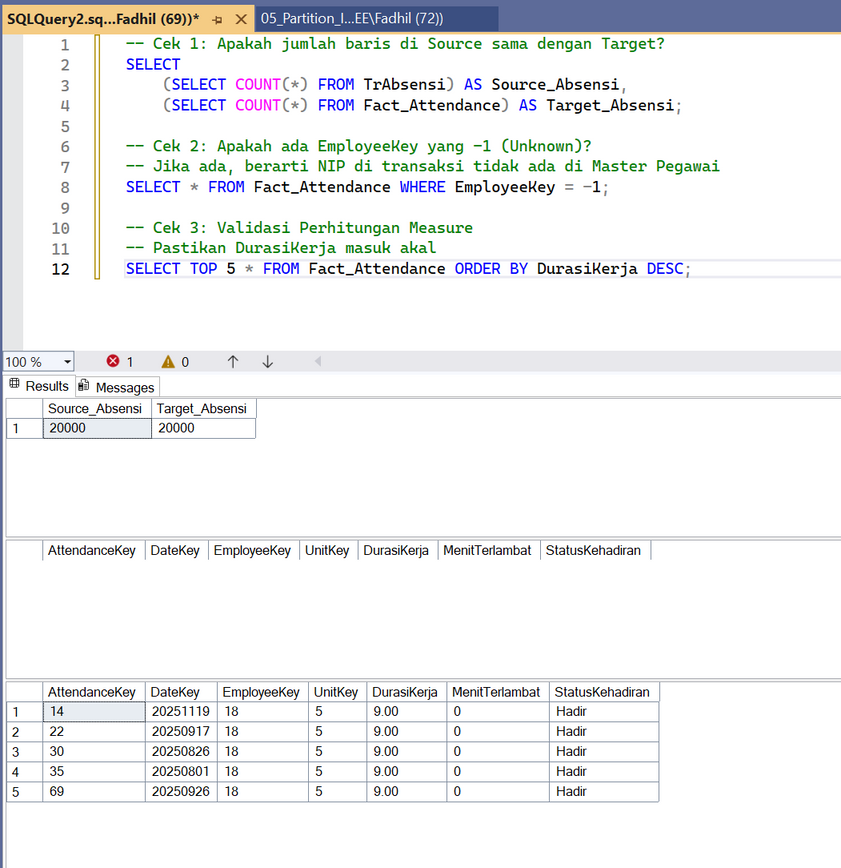 SQLQuery2.sq...Fadhil (69))*
05_Partition_I...EE\Fadhil (72))
1 -- Cek 1: Apakah jumlah baris di Source sama dengan Target?
2 SELECT
3 (SELECT COUNT(*) FROM TrAbsensi) AS Source_Absensi,
4 (SELECT COUNT(*) FROM Fact_Attendance) AS Target_Absensi;
5
6 -- Cek 2: Apakah ada EmployeeKey yang -1 (Unknown)?
7 -- Jika ada, berarti NIP di transaksi tidak ada di Master Pegawai
8 SELECT * FROM Fact_Attendance WHERE EmployeeKey = -1;
9
10 -- Cek 3: Validasi Perhitungan Measure
11 -- Pastikan DurasiKerja masuk akal
12 SELECT TOP 5 * FROM Fact_Attendance ORDER BY DurasiKerja DESC;
100 % 1 0
Results Messages
Source_Absensi Target_Absensi
1 20000 20000
AttendanceKey DateKey EmployeeKey UnitKey DurasiKerja MenitTerlambat StatusKehadiran
AttendanceKey DateKey EmployeeKey UnitKey DurasiKerja MenitTerlambat StatusKehadiran
1 14 20251119 18 5 9.00 0 Hadir
2 22 20250917 18 5 9.00 0 Hadir
3 30 20250826 18 5 9.00 0 Hadir
4 35 20250801 18 5 9.00 0 Hadir
5 69 20250926 18 5 9.00 0 Hadir